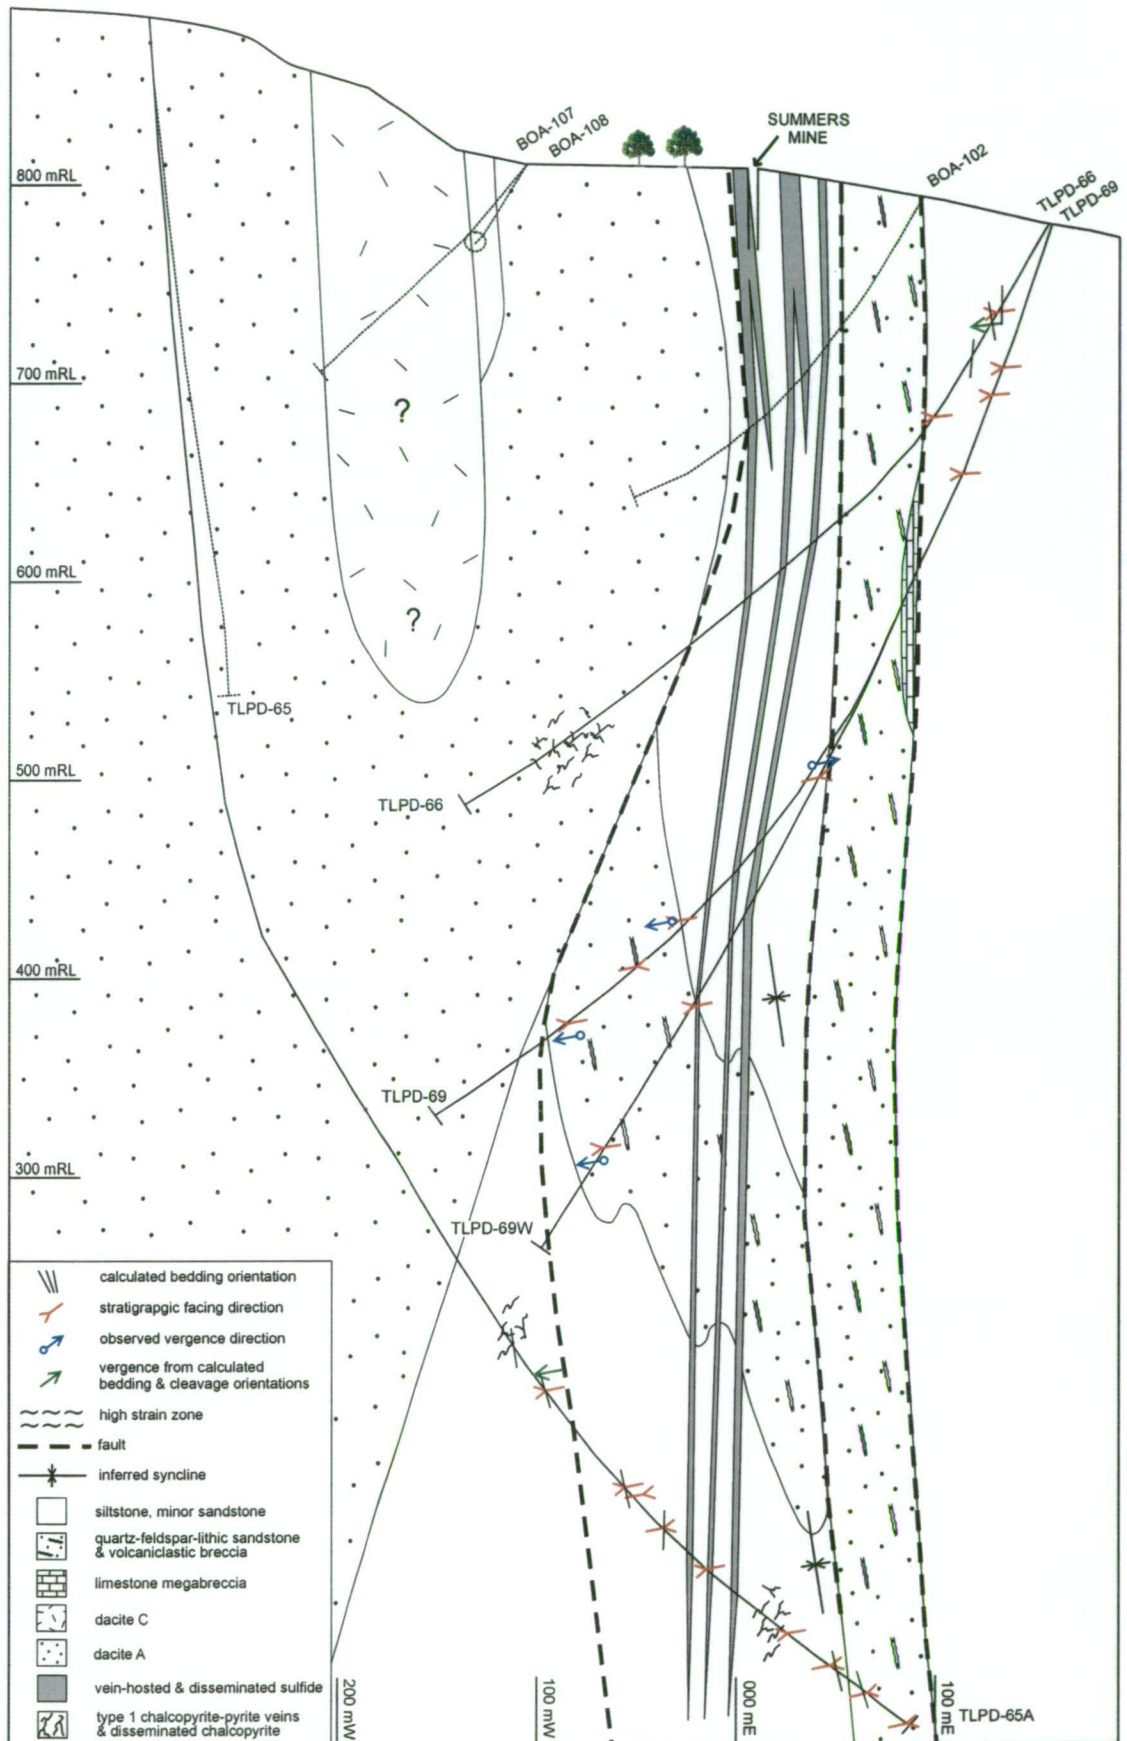 BOA-107
BOA-108
SUMMERS
MINE
BOA-102
TLPD-66
TLPD-69
800 mRL
700 mRL
?
600 mRL
?
TLPD-65
500 mRL
TLPD-66
400 mRL
TLPD-69
300 mRL
TLPD-69W
calculated bedding orientation
stratigrapgic facing direction
observed vergence direction
vergence from calculated
bedding & cleavage orientations
high strain zone
fault
inferred syncline
siltstone, minor sandstone
quartz-feldspar-lithic sandstone
& volcaniclastic breccia
limestone megabreccia
dacite C
dacite A
vein-hosted & disseminated sulfide
type 1 chalcopyrite-pyrite veins
& disseminated chalcopyrite
200 mW
100 mW
000 mE
100 mE
TLPD-65A